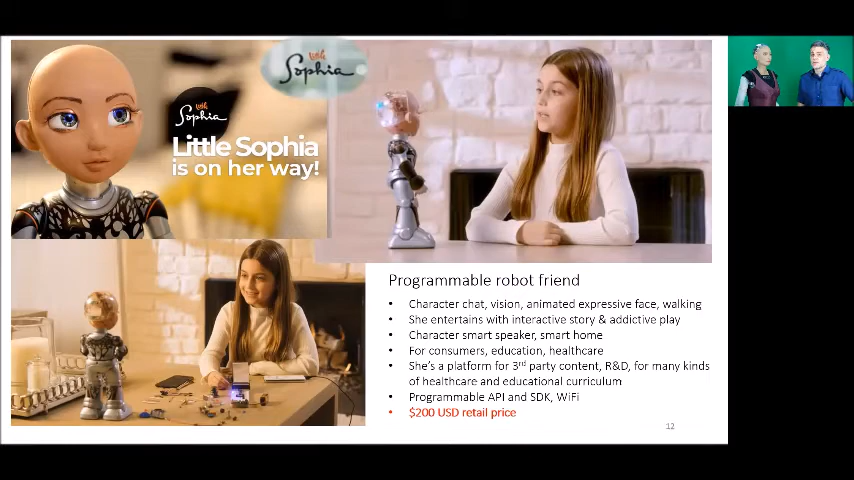 little
Sophia
little
Sophia
Little Sophia
is on her way!
Programmable robot friend
• Character chat, vision, animated expressive face, walking
• She entertains with interactive story & addictive play
• Character smart speaker, smart home
• For consumers, education, healthcare
• She's a platform for 3rd party content, R&D, for many kinds
of healthcare and educational curriculum
• Programmable API and SDK, WiFi
• $200 USD retail price
12